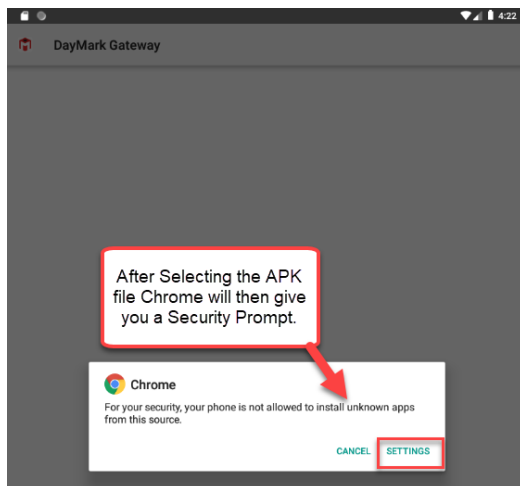 4:22
DayMark Gateway
After Selecting the APK
file Chrome will then give
you a Security Prompt.
Chrome
For your security, your phone is not allowed to install unknown apps
from this source.
CANCEL SETTINGS